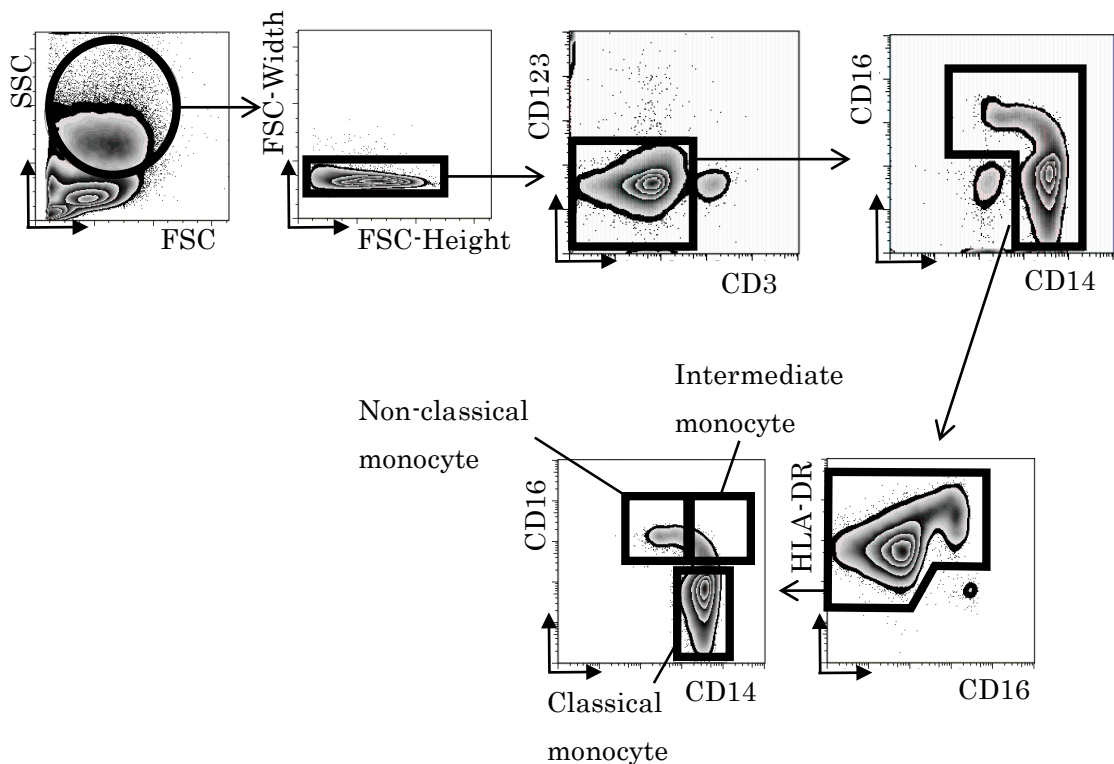 SSC
FSC
FSC-Width
FSC-Height
CD123
CD3
CD16
CD14
Non-classical
monocyte
Intermediate
monocyte
CD16
CD14
Classical
monocyte
HLA-DR
CD16